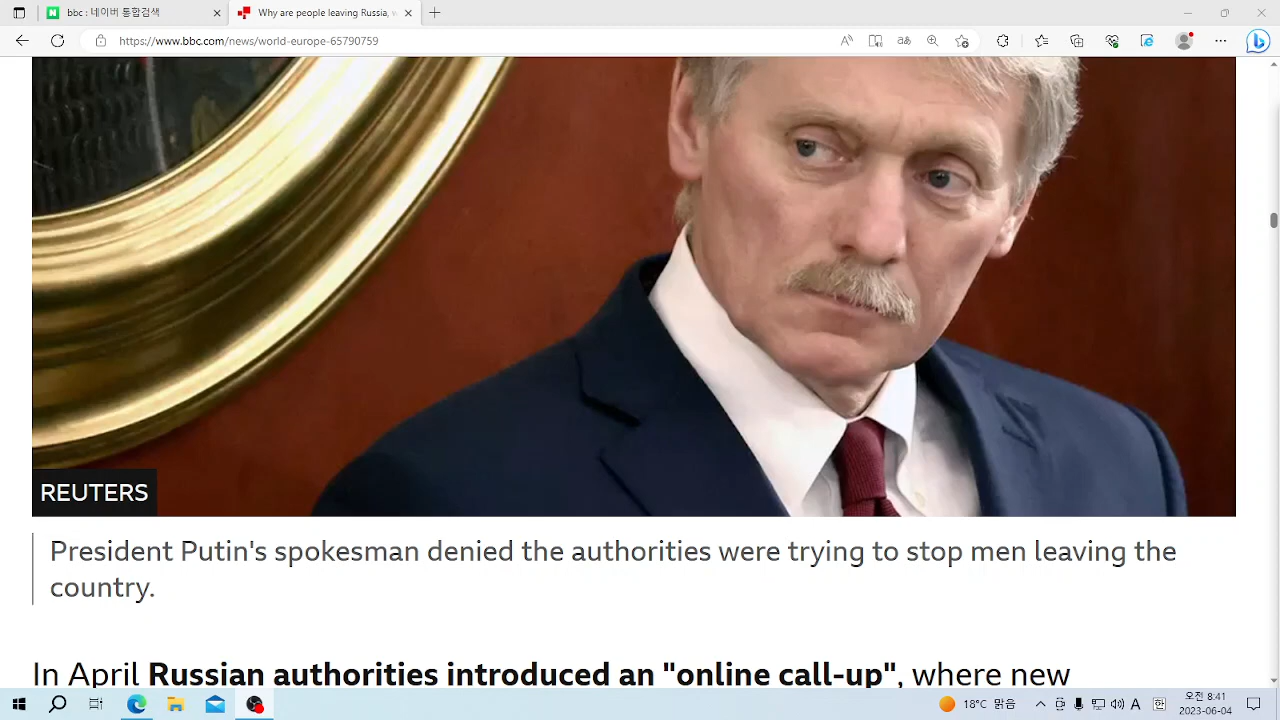 bbc : 네이버 통합검색
Why are people leaving Russia, w
https://www.bbc.com/news/world-europe-65790759
REUTERS
President Putin's spokesman denied the authorities were trying to stop men leaving the
country.
In April Russian authorities introduced an "online call-up", where new
18°C 맑음
A
오전 8:41
2023-06-04